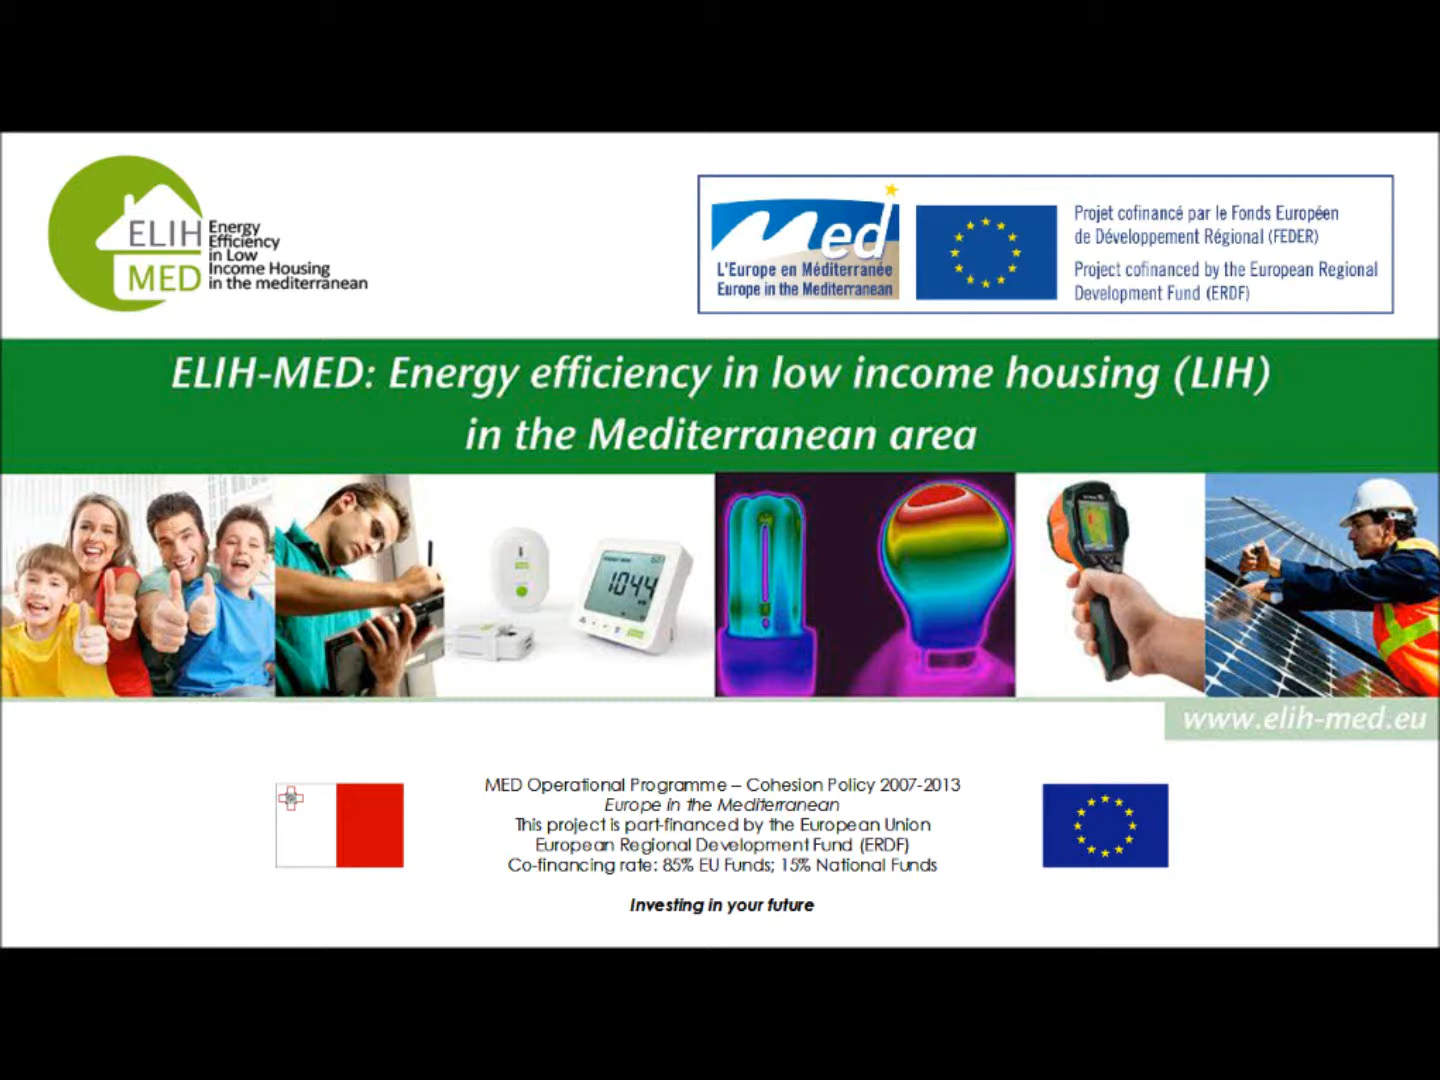 ELIH
MED
Energy
Efficiency
in Low
Income Housing
in the mediterranean
Med
L'Europe en Méditerranée
Europe in the Mediterranean
Projet cofinancé par le Fonds Européen
de Développement Régional (FEDER)
Project cofinanced by the European Regional
Development Fund (ERDF)
ELIH-MED: Energy efficiency in low income housing (LIH)
in the Mediterranean area
1044
www.elih-med.eu
MED Operational Programme – Cohesion Policy 2007-2013
Europe in the Mediterranean
This project is part-financed by the European Union
European Regional Development Fund (ERDF)
Co-financing rate: 85% EU Funds; 15% National Funds
Investing in your future